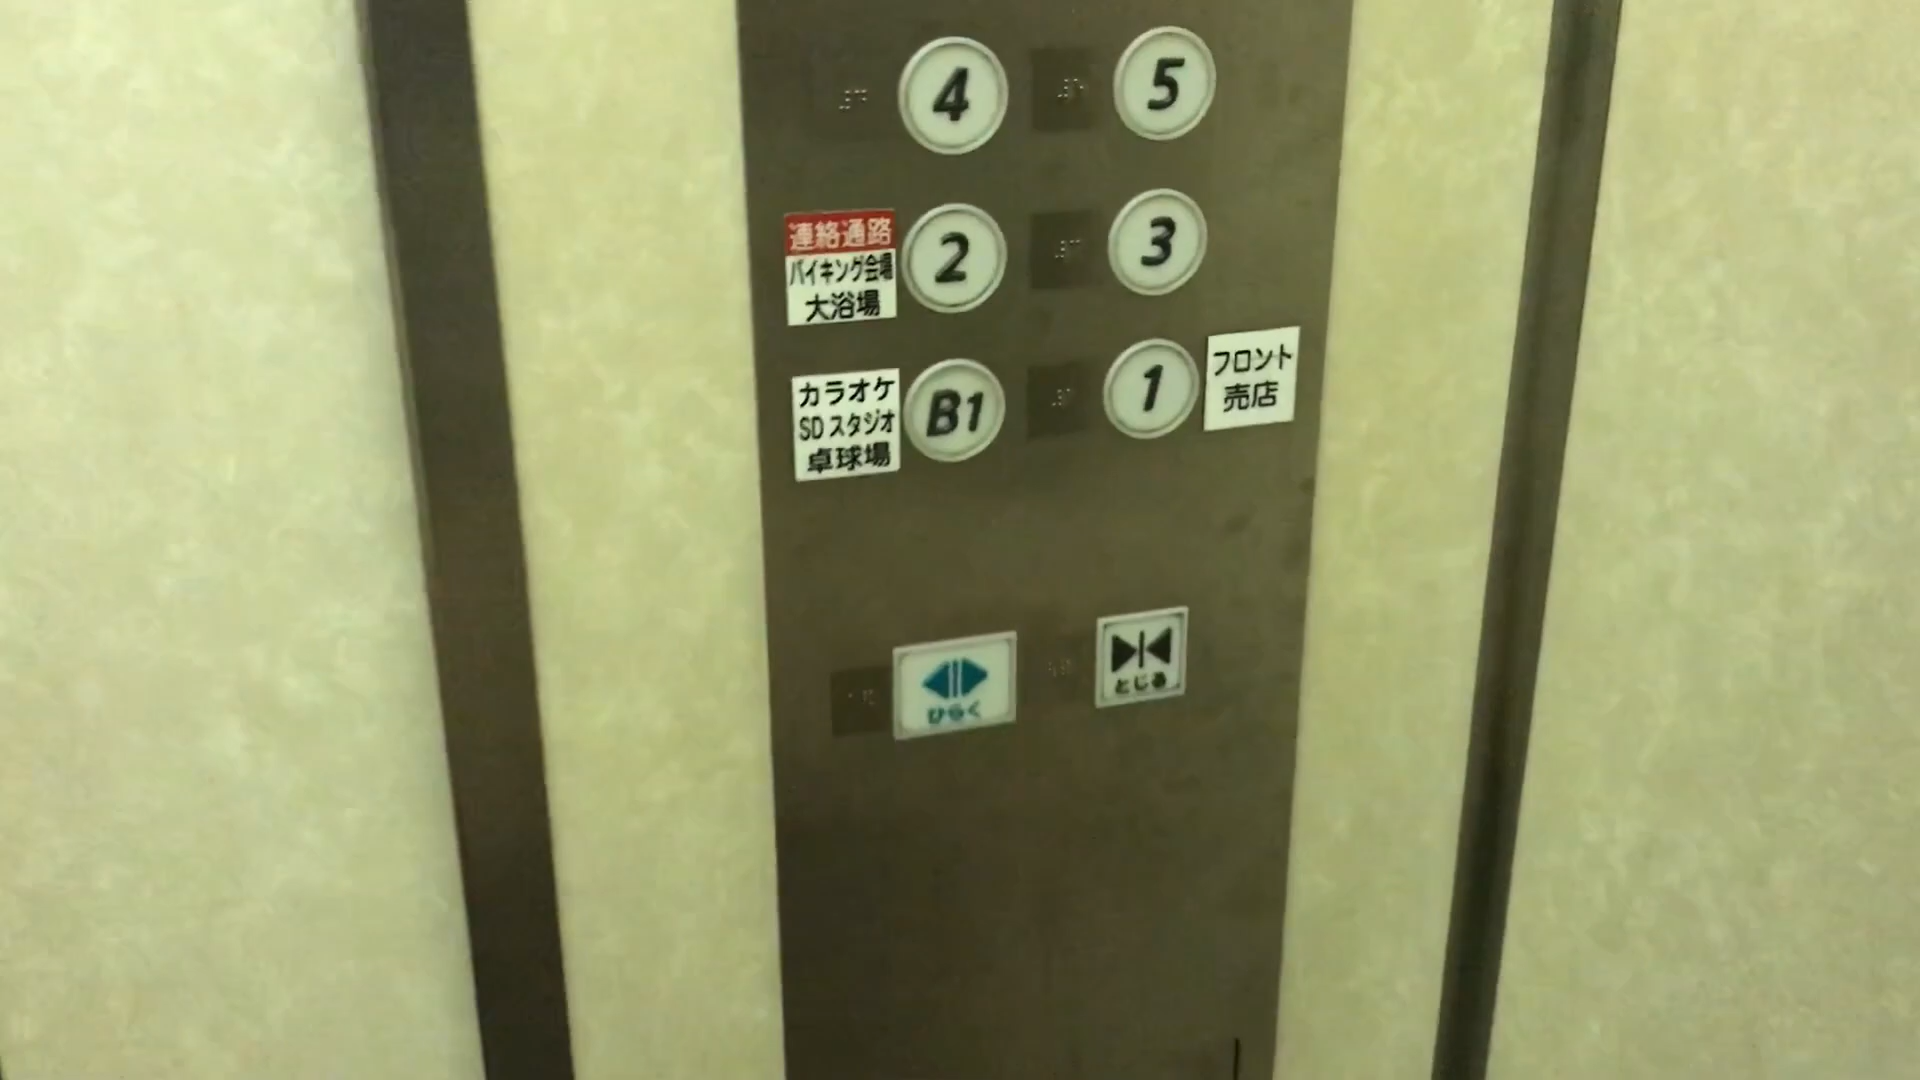 4 5
連絡通路
バイキング会場
大浴場
2 3
カラオケ
SDスタジオ
卓球場
B1 1
フロント
売店
ひらく とじる